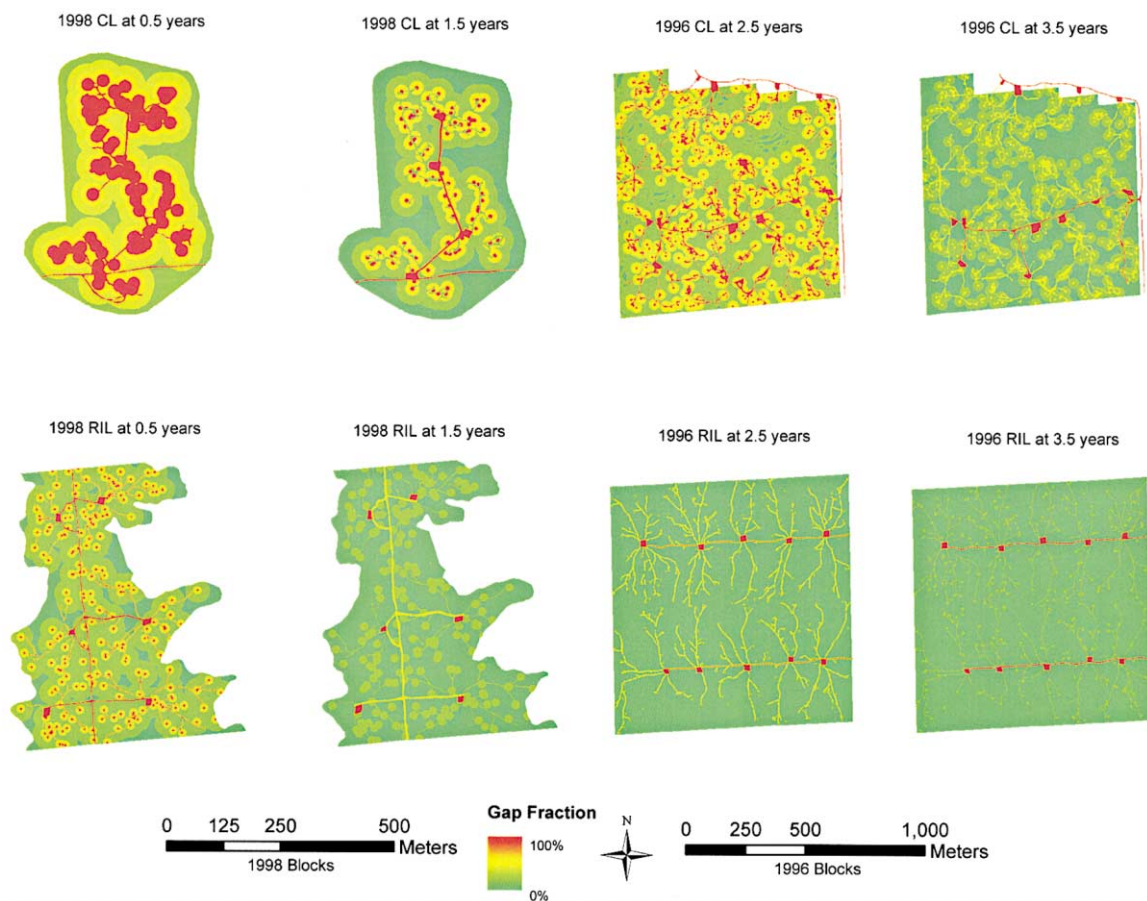 1998 CL at 0.5 years
1998 CL at 1.5 years
1996 CL at 2.5 years
1996 CL at 3.5 years
1998 RIL at 0.5 years
1998 RIL at 1.5 years
1996 RIL at 2.5 years
1996 RIL at 3.5 years
0 125 250 500
Meters
1998 Blocks
Gap Fraction
100%
0%
N
0 250 500 1,000
Meters
1996 Blocks